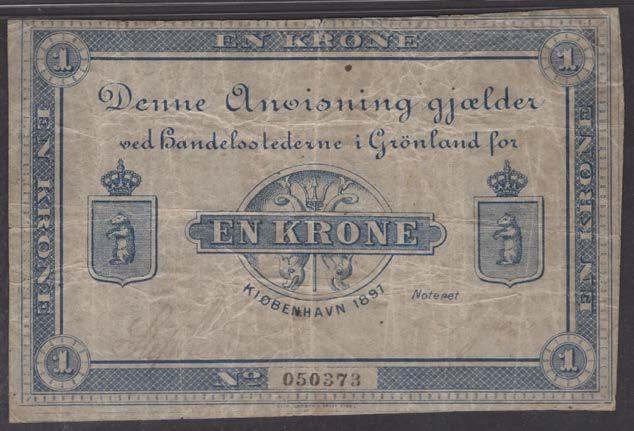 1 EN KRONE 1
Denne Anvisning gjælder
ved Handelsstederne i Grönland for
EN KRONE
EN KRONE
EN KRONE
KIØBENHAVN 1897
Noteret
1 No 050373 1